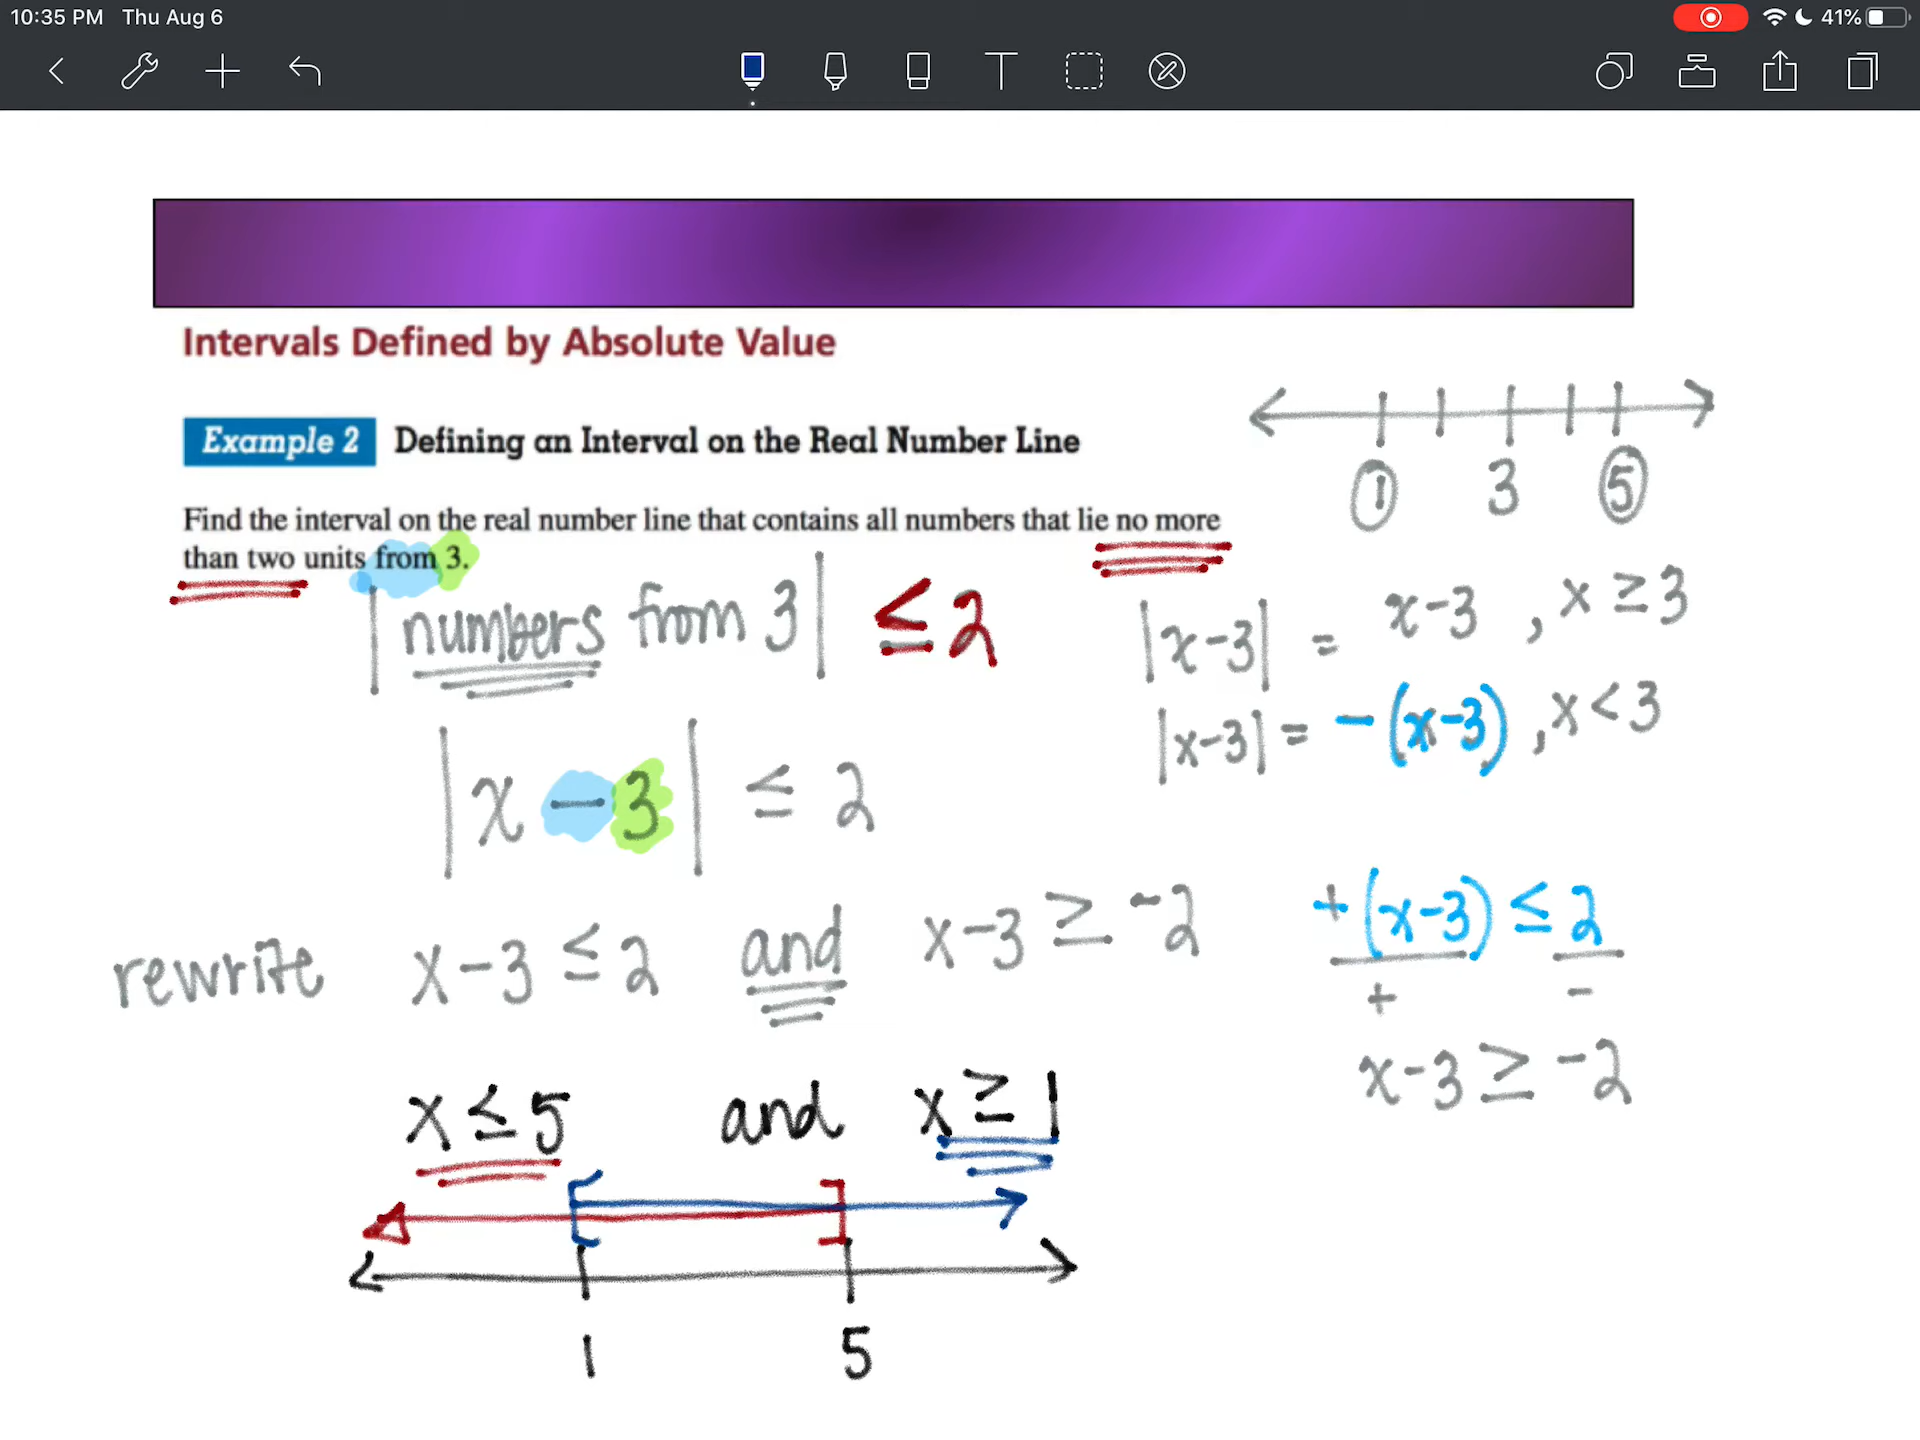 10:35 PM Thu Aug 6 41%
Intervals Defined by Absolute Value
Example 2 Defining an Interval on the Real Number Line
Find the interval on the real number line that contains all numbers that lie no more
than two units from 3.
1 3 5
|numbers from 3| ≤ 2
|x-3| = x-3 , x ≥ 3
|x-3| = -(x-3) , x < 3
|x - 3| ≤ 2
+(x-3) ≤ 2
+ -
x-3 ≥ -2
rewrite x-3 ≤ 2 and x-3 ≥ -2
x ≤ 5 and x ≥ 1
1 5